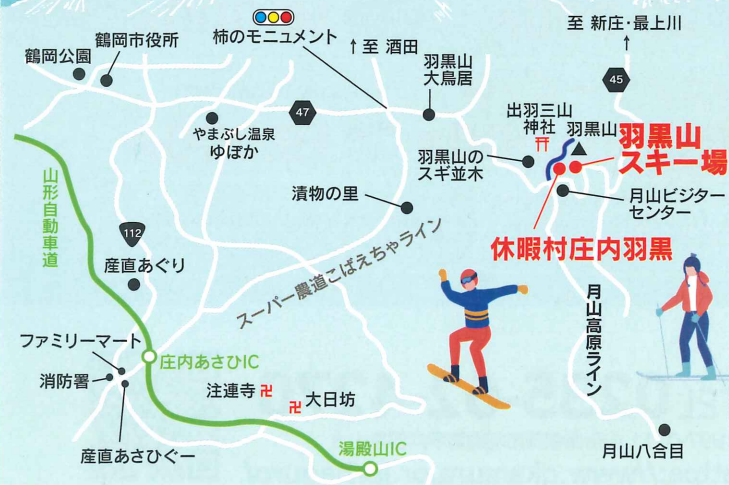 至 新庄・最上川
鶴岡市役所
柿のモニュメント
↑至 酒田
鶴岡公園
羽黒山
大鳥居
45
47
出羽三山
神社
羽黒山
やまぶし温泉
ゆぽか
羽黒山
スキー場
羽黒山の
スギ並木
山形自動車道
漬物の里
月山ビジター
センター
112
休暇村庄内羽黒
産直あぐり
スーパー農道こばえちゃライン
月山高原ライン
ファミリーマート
庄内あさひIC
消防署
注連寺
卍
卍
大日坊
産直あさひぐー
湯殿山IC
月山八合目